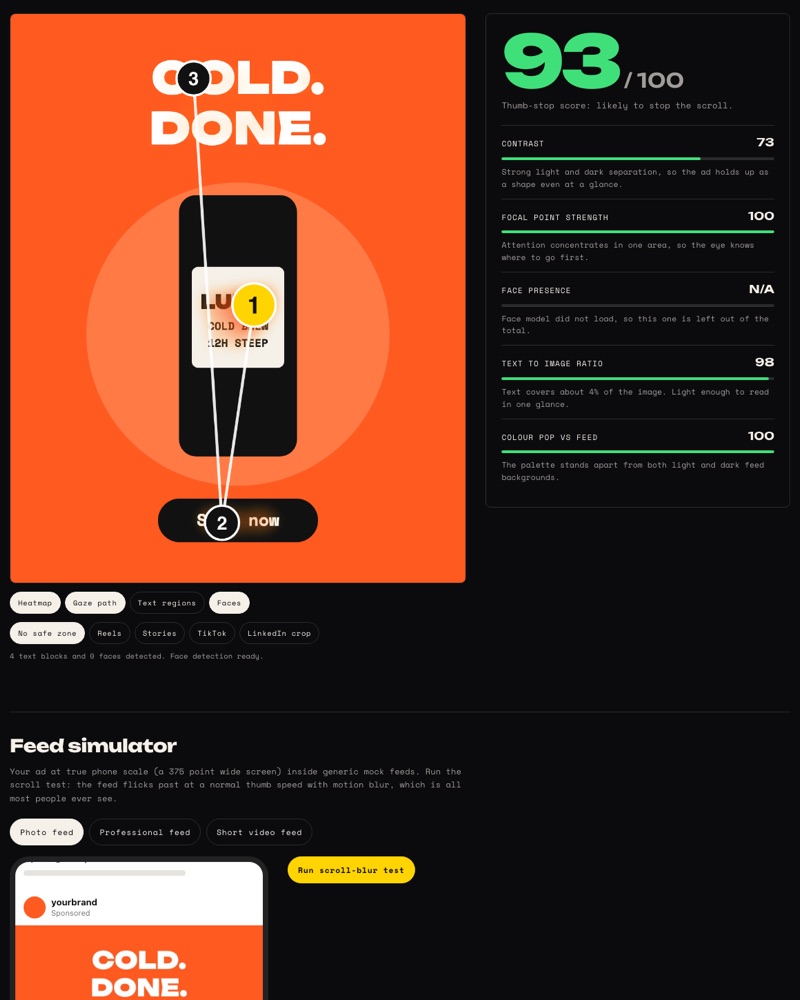 COLD.
DONE.
3
1
COLD
12H STEEP
2
now
93 / 100
Thumb-stop score: likely to stop the scroll.
CONTRAST 73
Strong light and dark separation, so the ad holds up as
a shape even at a glance.
FOCAL POINT STRENGTH 100
Attention concentrates in one area, so the eye knows
where to go first.
FACE PRESENCE N/A
Face model did not load, so this one is left out of the
total.
TEXT TO IMAGE RATIO 98
Text covers about 4% of the image. Light enough to read
in one glance.
COLOUR POP VS FEED 100
The palette stands apart from both light and dark feed
backgrounds.
Heatmap Gaze path Text regions Faces
No safe zone Reels Stories TikTok LinkedIn crop
4 text blocks and 0 faces detected. Face detection ready.
Feed simulator
Your ad at true phone scale (a 375 point wide screen) inside generic mock feeds. Run the
scroll test: the feed flicks past at a normal thumb speed with motion blur, which is all
most people ever see.
Photo feed Professional feed Short video feed
Run scroll-blur test
yourbrand
Sponsored
COLD.
DONE.